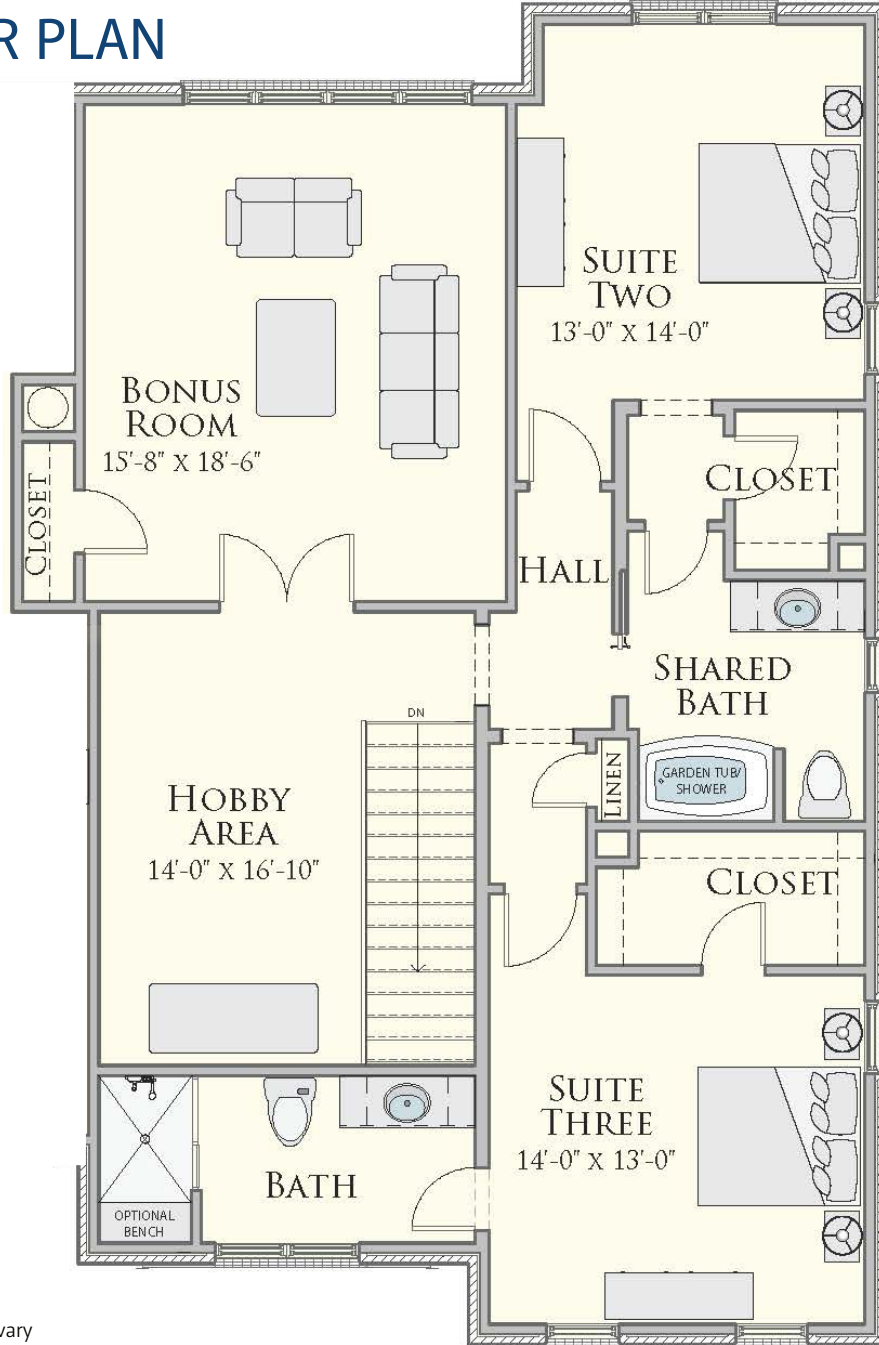 R PLAN
SUITE
TWO
13'-0" X 14'-0"
BONUS
ROOM
15'-8" X 18'-6"
CLOSET
CLOSET
HALL
SHARED
BATH
DN
LINEN
GARDEN TUB/
SHOWER
HOBBY
AREA
14'-0" X 16'-10"
CLOSET
SUITE
THREE
14'-0" X 13'-0"
BATH
OPTIONAL
BENCH
vary